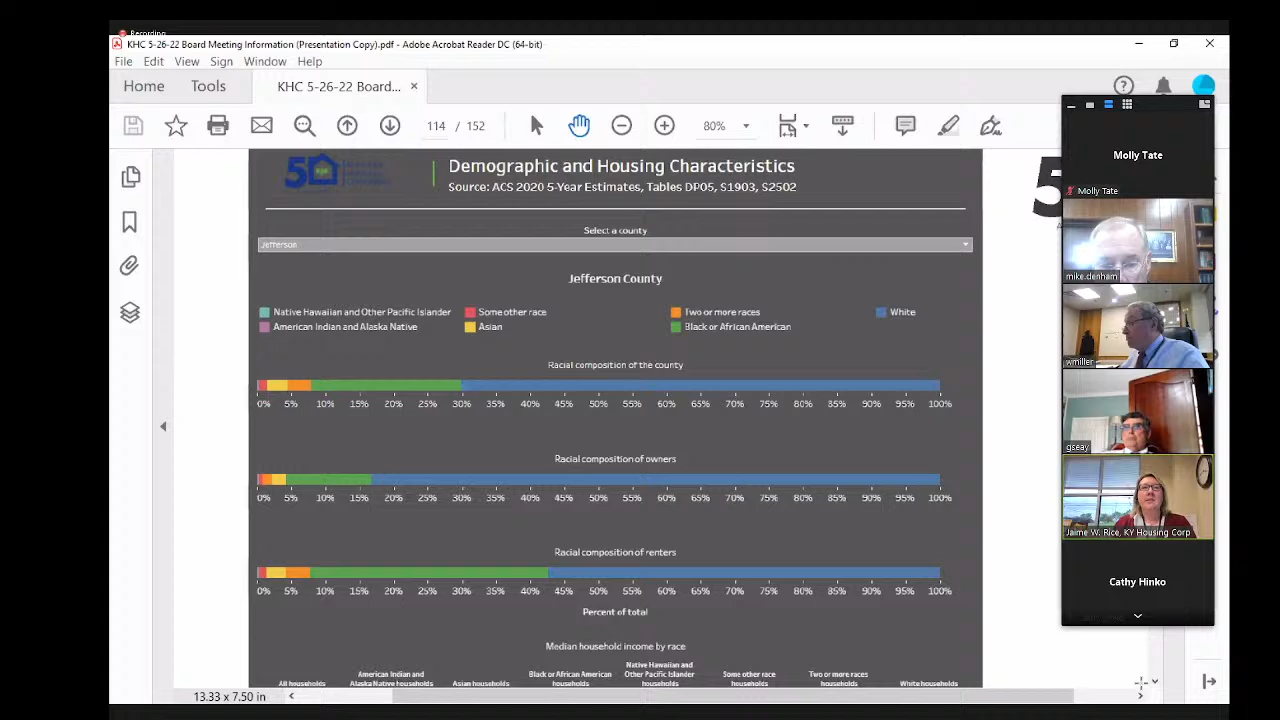 Recording
KHC 5-26-22 Board Meeting Information (Presentation Copy).pdf - Adobe Acrobat Reader DC (64-bit)
File Edit View Sign Window Help
Home Tools KHC 5-26-22 Board... ×
114 / 152 80%
50
Demographic and Housing Characteristics
Source: ACS 2020 5-Year Estimates, Tables DP05, S1903, S2502
Select a county
Jefferson
Jefferson County
Native Hawaiian and Other Pacific Islander Some other race Two or more races White
American Indian and Alaska Native Asian Black or African American
Racial composition of the county
0% 5% 10% 15% 20% 25% 30% 35% 40% 45% 50% 55% 60% 65% 70% 75% 80% 85% 90% 95% 100%
Racial composition of owners
0% 5% 10% 15% 20% 25% 30% 35% 40% 45% 50% 55% 60% 65% 70% 75% 80% 85% 90% 95% 100%
Racial composition of renters
0% 5% 10% 15% 20% 25% 30% 35% 40% 45% 50% 55% 60% 65% 70% 75% 80% 85% 90% 95% 100%
Percent of total
Median household income by race
All households
American Indian and
Alaska Native households
Asian households
Black or African American
households
Native Hawaiian and
Other Pacific Islander
households
Some other race
households
Two or more races
households
White households
13.33 x 7.50 in
Molly Tate
Molly Tate
mike.denham
wmiller
gseay
Jaime W. Rice, KY Housing Corp
Cathy Hinko